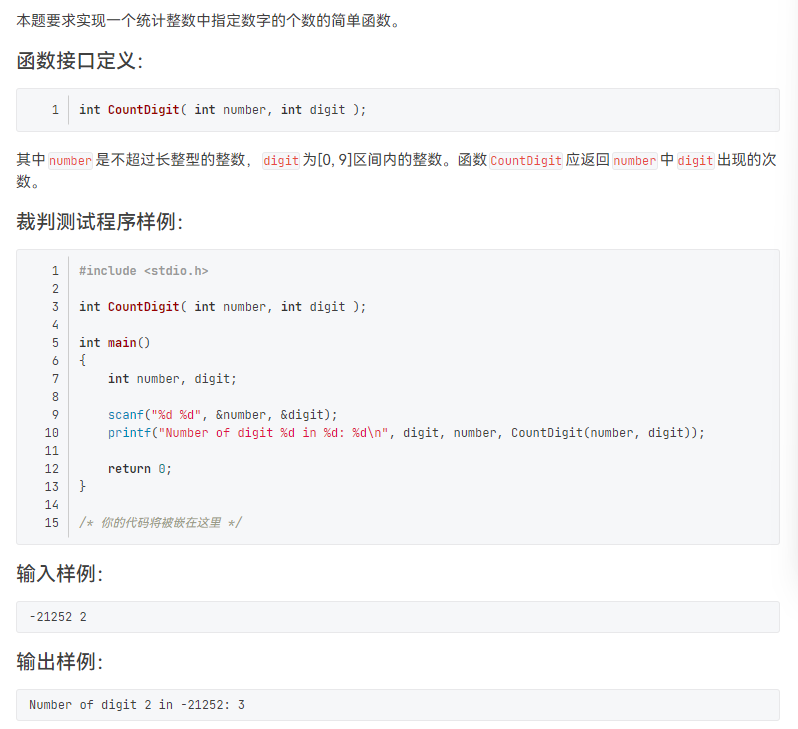 本题要求实现一个统计整数中指定数字的个数的简单函数。
函数接口定义：
1 int CountDigit( int number, int digit );
其中number是不超过长整型的整数，digit为[0, 9]区间内的整数。函数CountDigit应返回number中digit出现的次
数。
裁判测试程序样例：
1 #include <stdio.h>
2
3 int CountDigit( int number, int digit );
4
5 int main()
6 {
7     int number, digit;
8
9     scanf("%d %d", &number, &digit);
10     printf("Number of digit %d in %d: %d\n", digit, number, CountDigit(number, digit));
11
12     return 0;
13 }
14
15 /* 你的代码将被嵌在这里 */
输入样例：
-21252 2
输出样例：
Number of digit 2 in -21252: 3